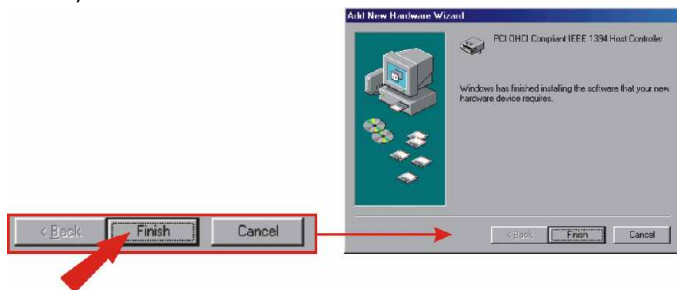 Add New Hardware Wizard
PCI OHCI Compliant IEEE 1394 Host Controller
Windows has finished installing the software that your new
hardware device requires.
< Back Finish Cancel
< Back Finish Cancel